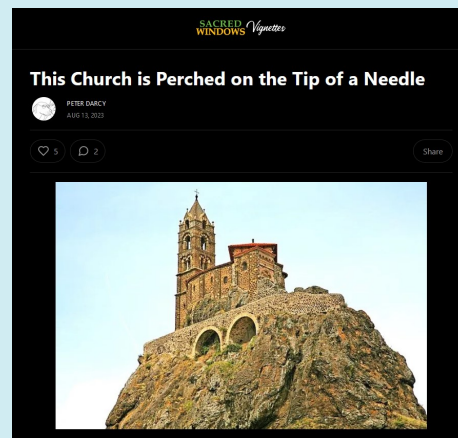 SACRED
WINDOWS Vignettes
This Church is Perched on the Tip of a Needle
PETER DARCY
AUG 13, 2023
5
2
Share